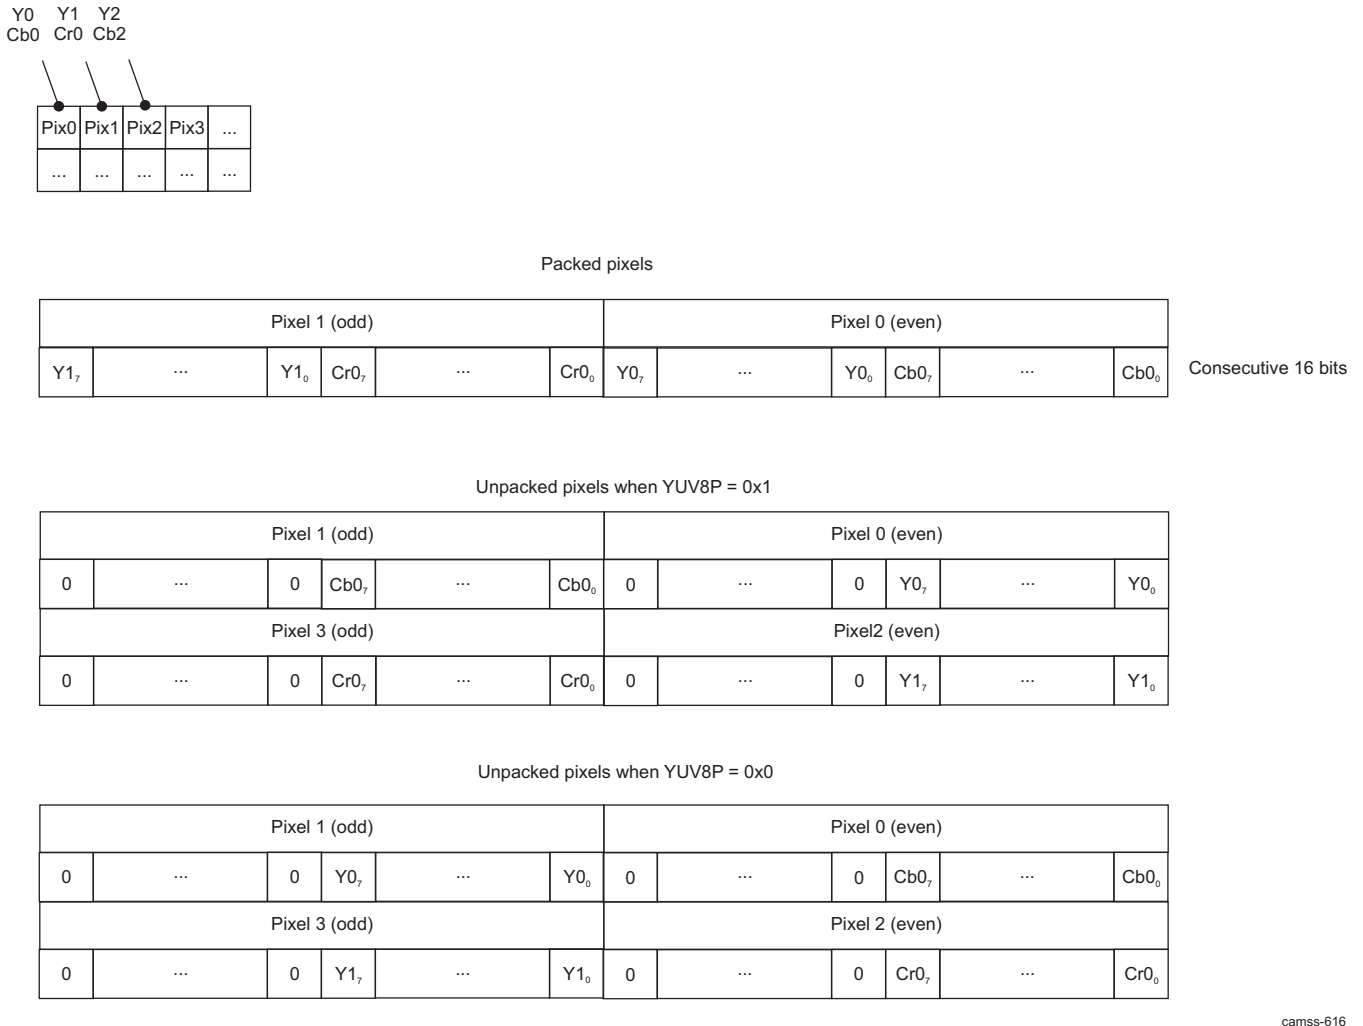 Y0 Y1 Y2
Cb0 Cr0 Cb2
Pix0 Pix1 Pix2 Pix3 ...
... ... ... ... ...
Packed pixels
Pixel 1 (odd) Pixel 0 (even)
Y1₇ ... Y1₀ Cr0₇ ... Cr0₀ Y0₇ ... Y0₀ Cb0₇ ... Cb0₀ Consecutive 16 bits
Unpacked pixels when YUV8P = 0x1
Pixel 1 (odd) Pixel 0 (even)
0 ... 0 Cb0₇ ... Cb0₀ 0 ... 0 Y0₇ ... Y0₀
Pixel 3 (odd) Pixel2 (even)
0 ... 0 Cr0₇ ... Cr0₀ 0 ... 0 Y1₇ ... Y1₀
Unpacked pixels when YUV8P = 0x0
Pixel 1 (odd) Pixel 0 (even)
0 ... 0 Y0₇ ... Y0₀ 0 ... 0 Cb0₇ ... Cb0₀
Pixel 3 (odd) Pixel 2 (even)
0 ... 0 Y1₇ ... Y1₀ 0 ... 0 Cr0₇ ... Cr0₀
camss-616